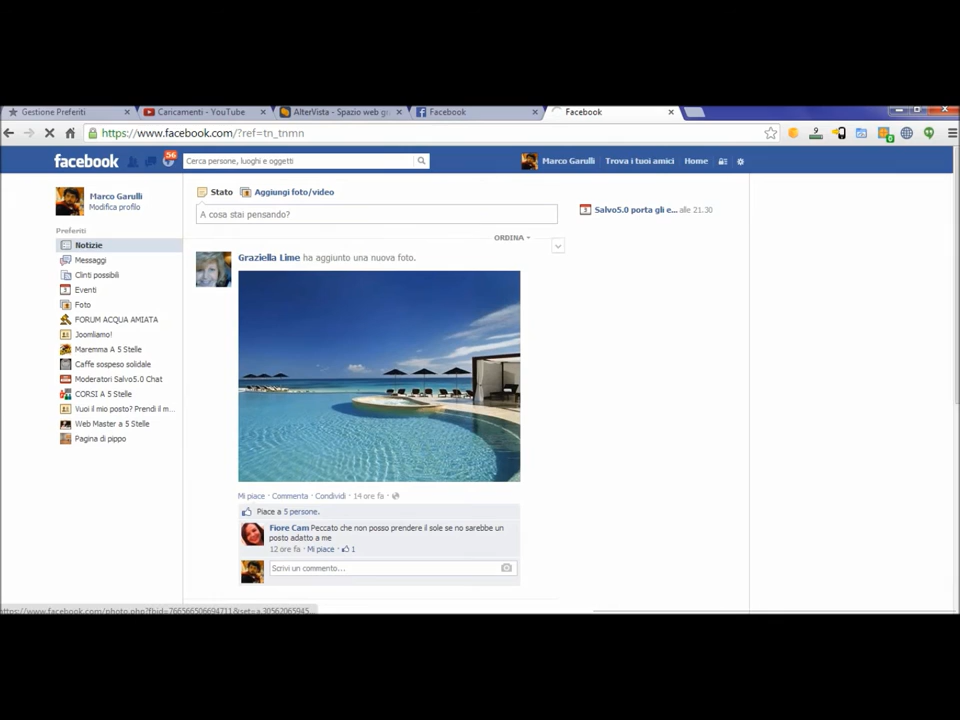 Gestione Preferiti
Caricamenti - YouTube
AlterVista - Spazio web g
Facebook
Facebook
https://www.facebook.com/?ref=tn_tnmn
facebook
56
Cerca persone, luoghi e oggetti
Marco Garulli
Trova i tuoi amici
Home
Marco Garulli
Modifica profilo
Preferiti
Notizie
Messaggi
Clinti possibili
Eventi
Foto
FORUM ACQUA AMIATA
Joomliamo!
Maremma A 5 Stelle
Caffe sospeso solidale
Moderatori Salvo5.0 Chat
CORSI A 5 Stelle
Vuoi il mio posto? Prendi il m...
Web Master a 5 Stelle
Pagina di pippo
Stato
Aggiungi foto/video
A cosa stai pensando?
ORDINA
Graziella Lime ha aggiunto una nuova foto.
Mi piace · Commenta · Condividi · 14 ore fa ·
Piace a 5 persone.
Fiore Cam Peccato che non posso prendere il sole se no sarebbe un
posto adatto a me
12 ore fa · Mi piace · 1
Scrivi un commento...
3 Salvo5.0 porta gli e... alle 21.30